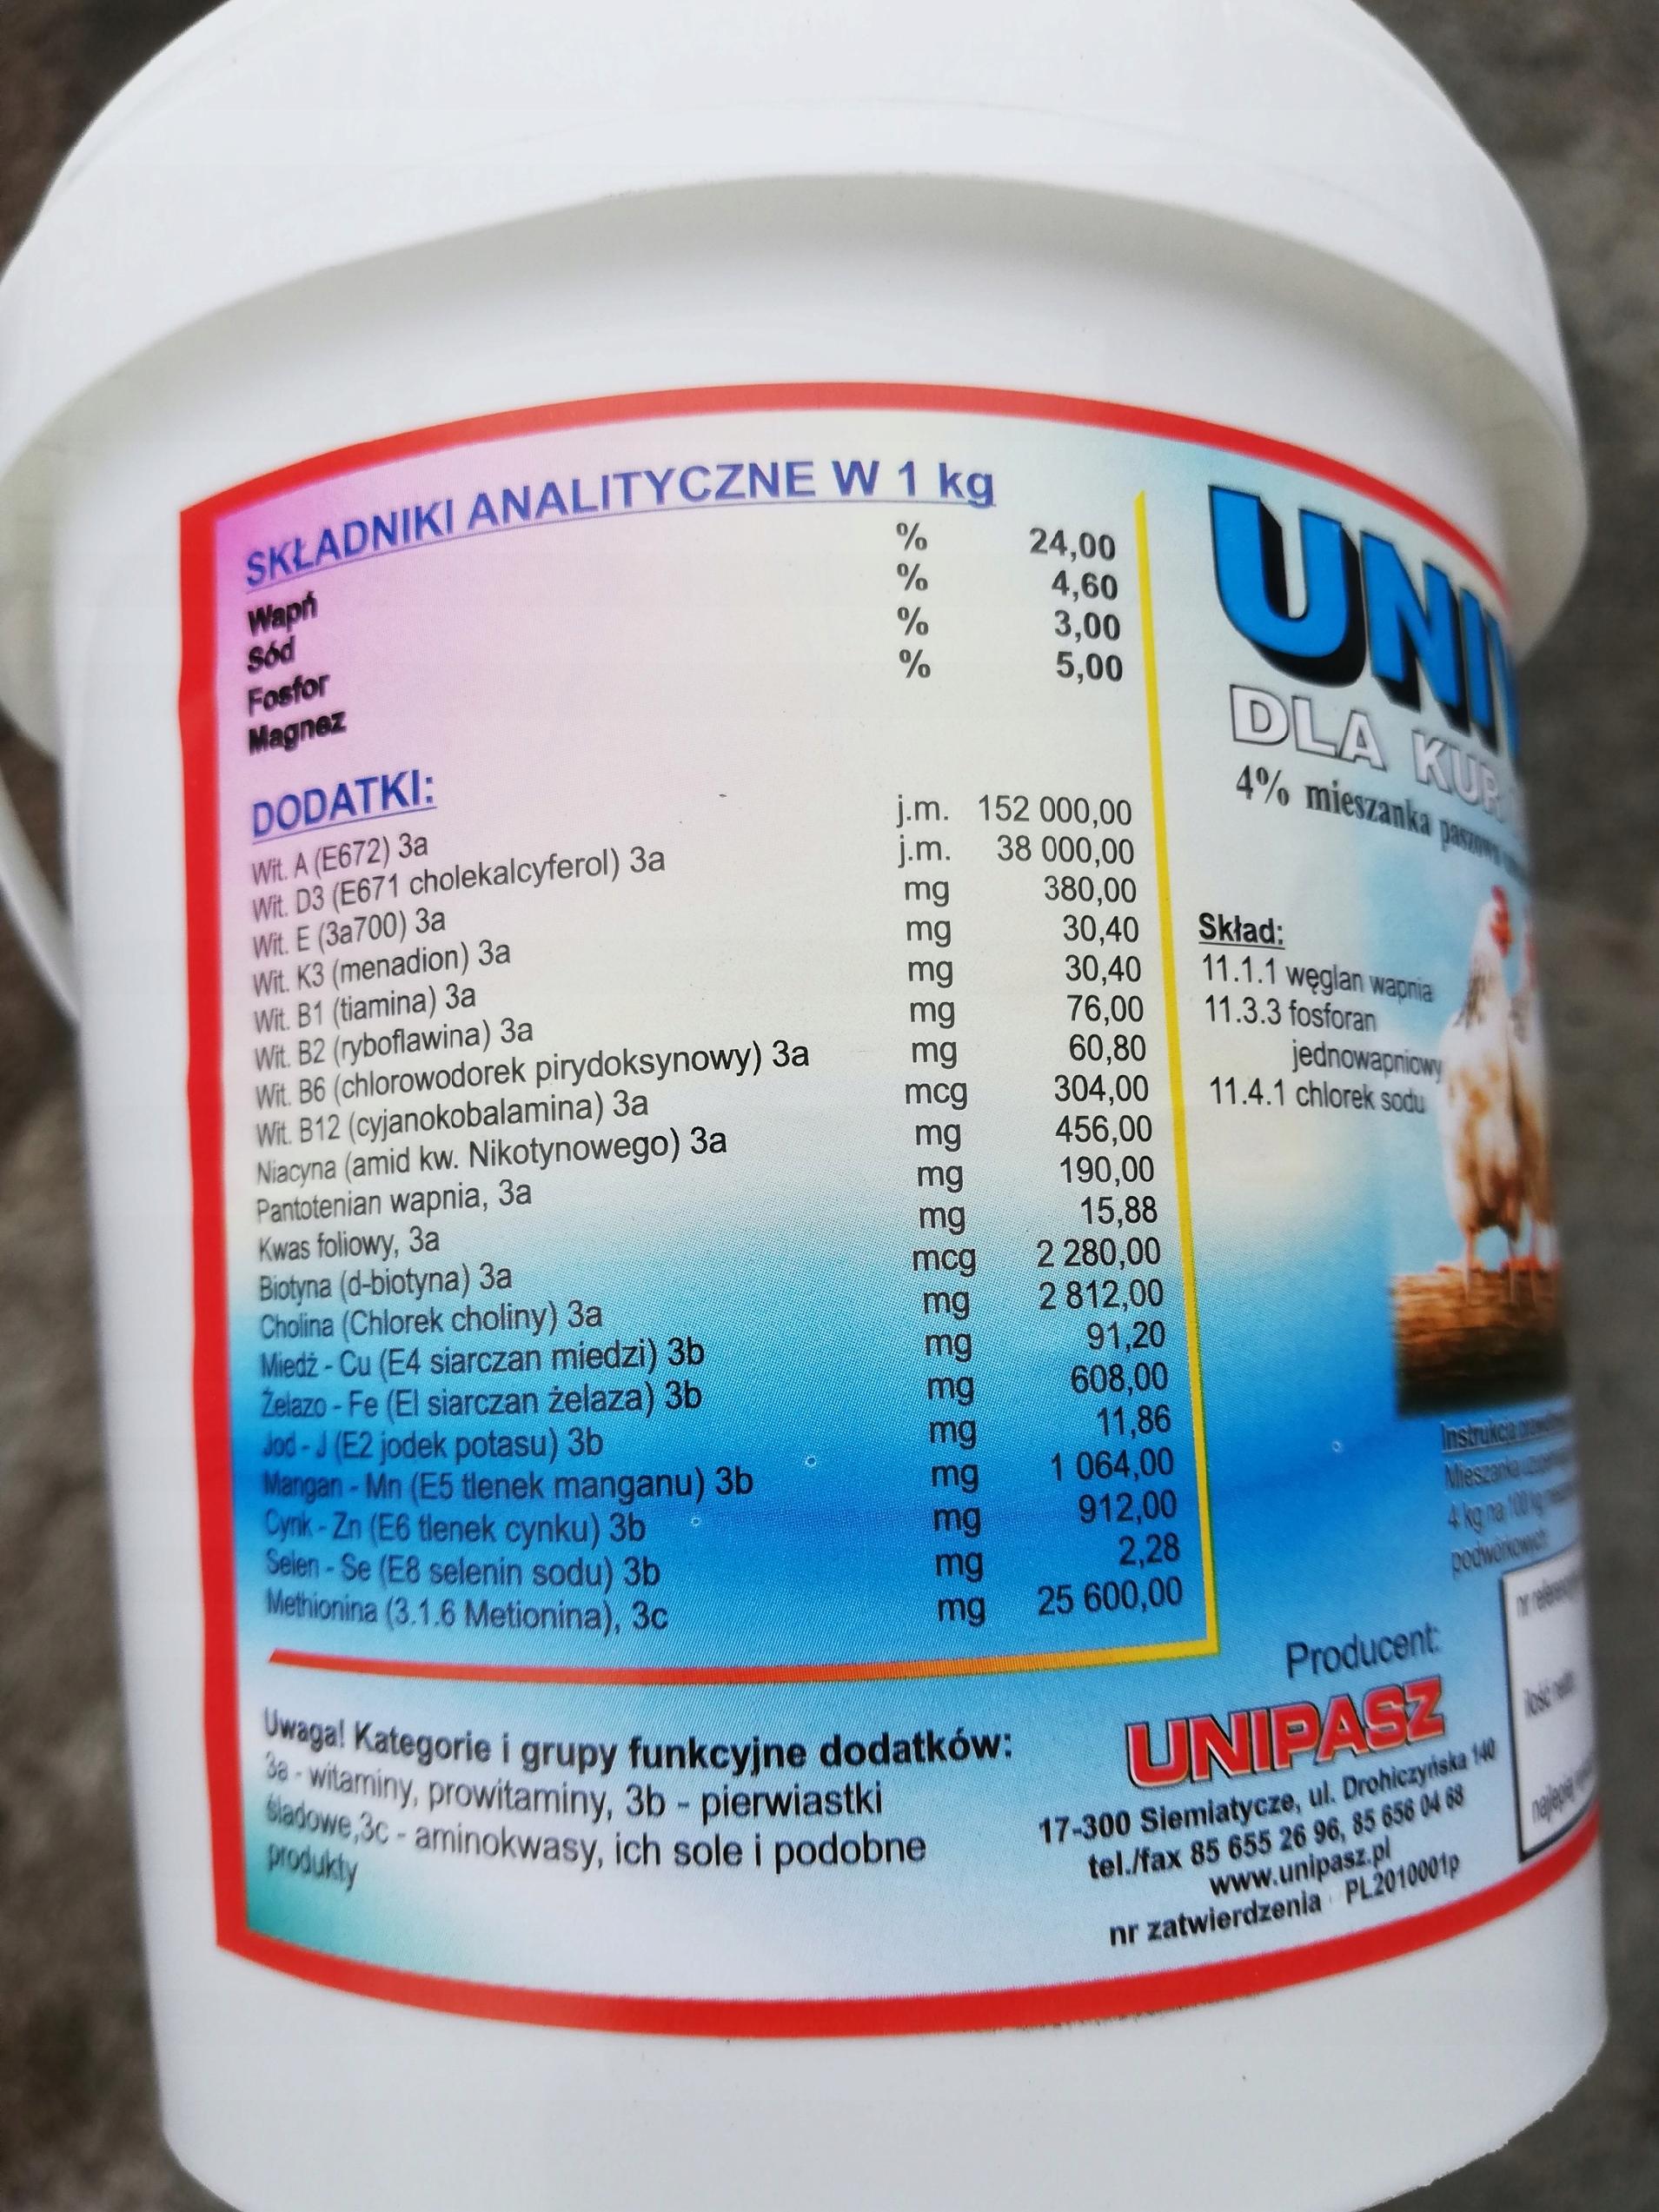 SKŁADNIKI ANALITYCZNE W 1 kg
Wapń % 24,00
Sód % 4,60
Fosfor % 3,00
Magnez % 5,00
DODATKI:
Wit. A (E672) 3a j.m. 152 000,00
Wit. D3 (E671 cholekalcyferol) 3a j.m. 38 000,00
Wit. E (3a700) 3a mg 380,00
Wit. K3 (menadion) 3a mg 30,40
Wit. B1 (tiamina) 3a mg 30,40
Wit. B2 (ryboflawina) 3a mg 76,00
Wit. B6 (chlorowodorek pirydoksynowy) 3a mg 60,80
Wit. B12 (cyjanokobalamina) 3a mcg 304,00
Niacyna (amid kw. Nikotynowego) 3a mg 456,00
Pantotenian wapnia, 3a mg 190,00
Kwas foliowy, 3a mg 15,88
Biotyna (d-biotyna) 3a mcg 2 280,00
Cholina (Chlorek choliny) 3a mg 2 812,00
Miedź - Cu (E4 siarczan miedzi) 3b mg 91,20
Żelazo - Fe (El siarczan żelaza) 3b mg 608,00
Jod - J (E2 jodek potasu) 3b mg 11,86
Mangan - Mn (E5 tlenek manganu) 3b mg 1 064,00
Cynk - Zn (E6 tlenek cynku) 3b mg 912,00
Selen - Se (E8 selenin sodu) 3b mg 2,28
Methionina (3.1.6 Metionina), 3c mg 25 600,00
Uwaga! Kategorie i grupy funkcyjne dodatków:
3a - witaminy, prowitaminy, 3b - pierwiastki
śladowe,3c - aminokwasy, ich sole i podobne
produkty
UNI
DLA KUR
4% mieszanka paszowa
Skład:
11.1.1 węglan wapnia
11.3.3 fosforan
jednowapniowy
11.4.1 chlorek sodu
Instrukcja
Mieszanka
4 kg na 100 kg
podwórkowych
Producent:
UNIPASZ
17-300 Siemiatycze, ul. Drohiczyńska 140
tel./fax 85 655 26 96, 85 656 04 68
www.unipasz.pl
nr zatwierdzenia PL2010001p
ilość netto